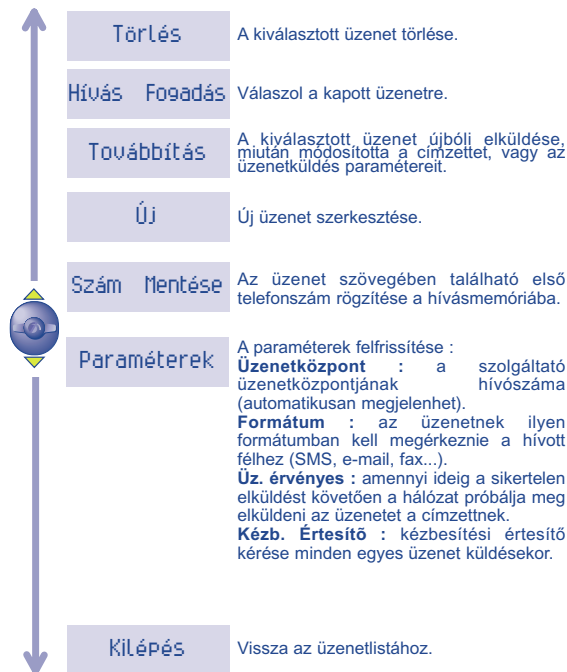 Törlés
A kiválasztott üzenet törlése.
Hívás Fogadás
Válaszol a kapott üzenetre.
Továbbítás
A kiválasztott üzenet újbóli elküldése,
miután módosította a címzettet, vagy az
üzenetküldés paramétereit.
Új
Új üzenet szerkesztése.
Szám Mentése
Az üzenet szövegében található első
telefonszám rögzítése a hívásmemóriába.
Paraméterek
A paraméterek felfrissítése :
Üzenetközpont : a szolgáltató
üzenetközpontjának hívószáma
(automatikusan megjelenhet).
Formátum : az üzenetnek ilyen
formátumban kell megérkeznie a hívott
félhez (SMS, e-mail, fax...).
Üz. érvényes : amennyi ideig a sikertelen
elküldést követően a hálózat próbálja meg
elküldeni az üzenetet a címzettnek.
Kézb. Értesítõ : kézbesítési értesítő
kérése minden egyes üzenet küldésekor.
Kilépés
Vissza az üzenetlistához.